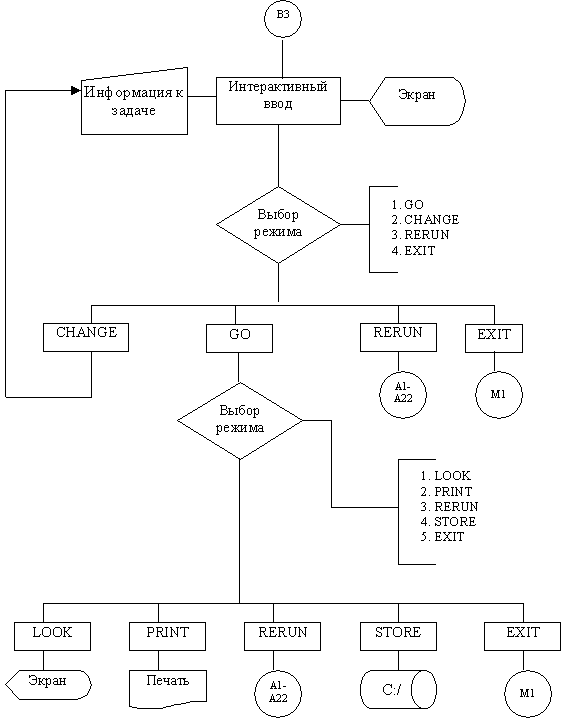 B3
Информация к
задаче
Интерактивный
ввод
Экран
Выбор
режима
1. GO
2. CHANGE
3. RERUN
4. EXIT
CHANGE
GO
RERUN
EXIT
A1-
A22
M1
Выбор
режима
1. LOOK
2. PRINT
3. RERUN
4. STORE
5. EXIT
LOOK
PRINT
RERUN
STORE
EXIT
Экран
Печать
A1-
A22
C:/
M1